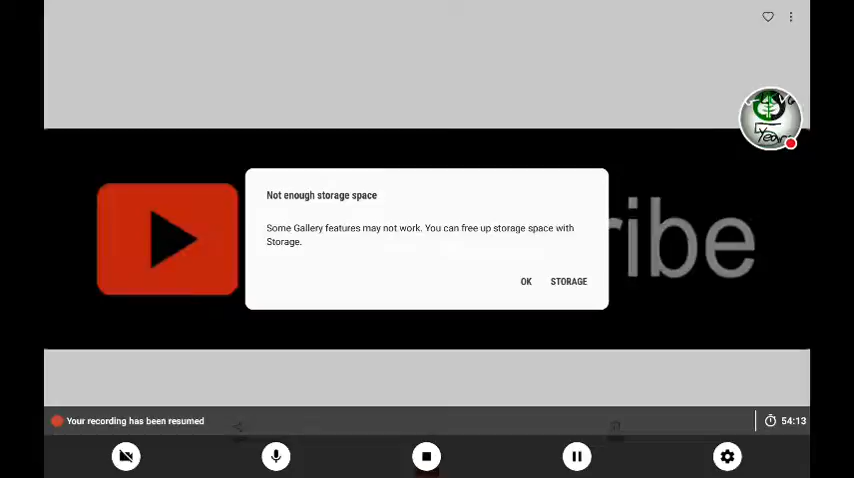 Years
Not enough storage space
Some Gallery features may not work. You can free up storage space with
Storage.
ribe
OK STORAGE
Your recording has been resumed
54:13